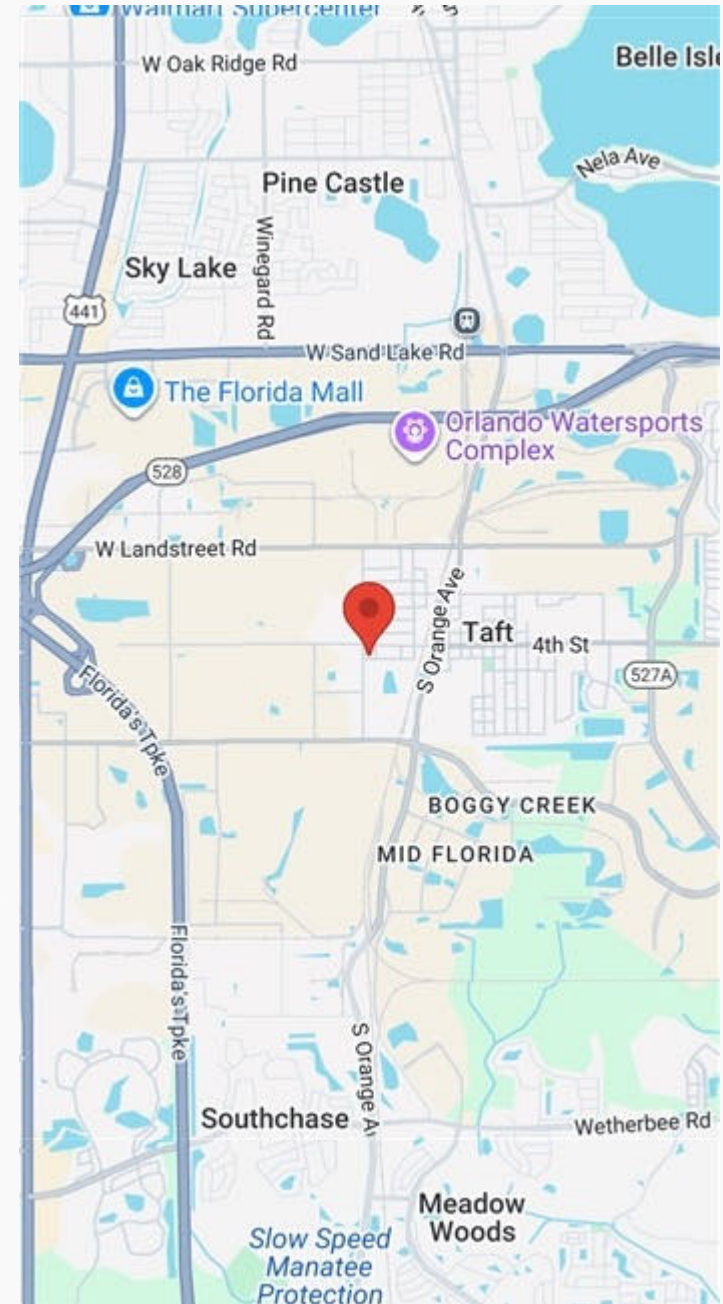 Walmart Supercenter
W Oak Ridge Rd
Belle Isl
Nela Ave
Pine Castle
Winegard Rd
Sky Lake
441
W Sand Lake Rd
The Florida Mall
Orlando Watersports
Complex
528
W Landstreet Rd
S Orange Ave
Taft
4th St
527A
Florida's Tpke
BOGGY CREEK
MID FLORIDA
Florida's Tpke
S Orange A
Southchase
Wetherbee Rd
Meadow
Woods
Slow Speed
Manatee
Protection